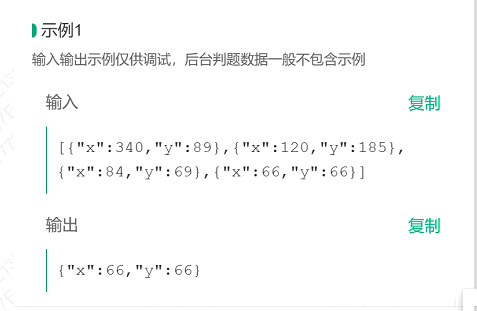 示例1
输入输出示例仅供调试，后台判题数据一般不包含示例
输入
复制
[{"x":340,"y":89},{"x":120,"y":185},
{"x":84,"y":69},{"x":66,"y":66}]
输出
复制
{"x":66,"y":66}